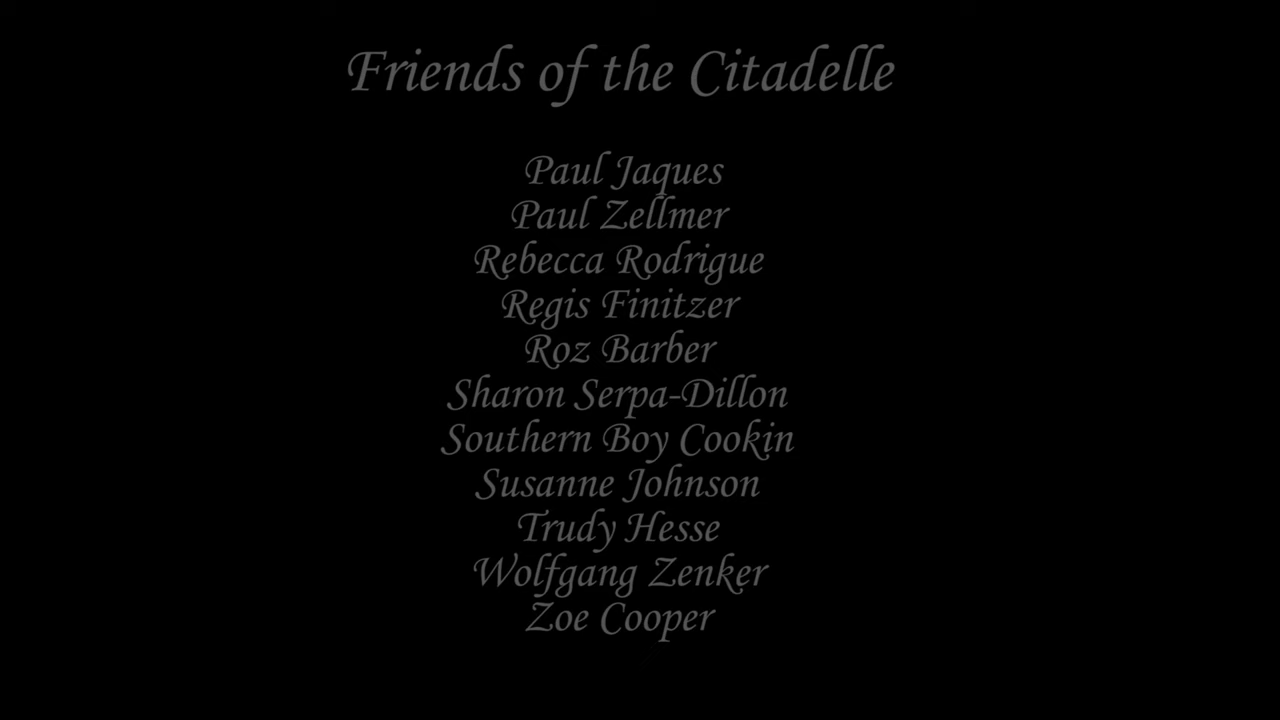 Friends of the Citadelle
Paul Jaques
Paul Zellmer
Rebecca Rodrigue
Regis Finitzer
Roz Barber
Sharon Serpa-Dillon
Southern Boy Cookin
Susanne Johnson
Trudy Hesse
Wolfgang Zenker
Zoe Cooper